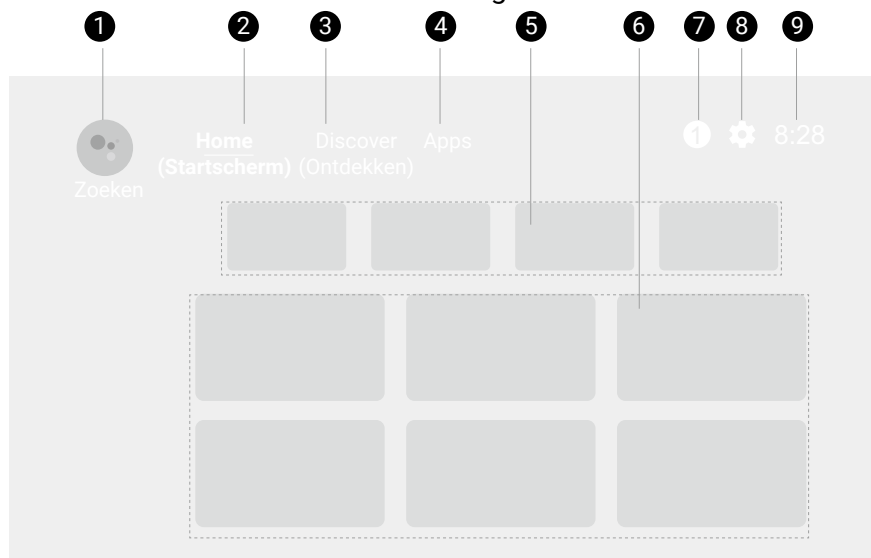 1 2 3 4 5 6 7 8 9
Home Discover Apps 1 8:28
(Startscherm) (Ontdekken)
Zoeken